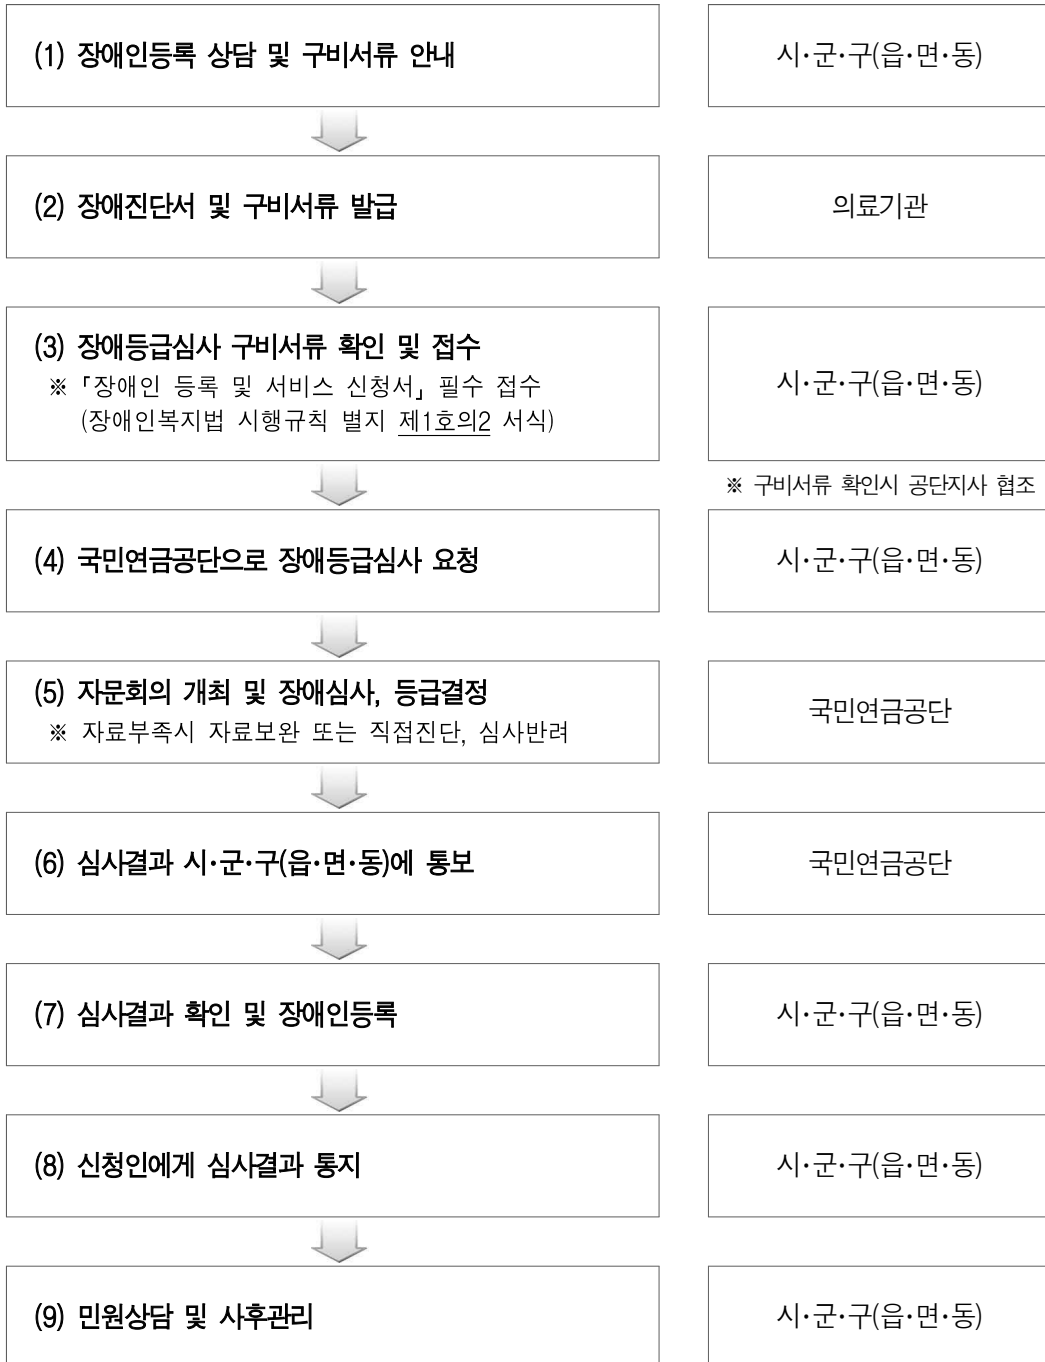 (1) 장애인등록 상담 및 구비서류 안내
시·군·구(읍·면·동)
(2) 장애진단서 및 구비서류 발급
의료기관
(3) 장애등급심사 구비서류 확인 및 접수
※ 「장애인 등록 및 서비스 신청서」 필수 접수
(장애인복지법 시행규칙 별지 제1호의2 서식)
시·군·구(읍·면·동)
※ 구비서류 확인시 공단지사 협조
(4) 국민연금공단으로 장애등급심사 요청
시·군·구(읍·면·동)
(5) 자문회의 개최 및 장애심사, 등급결정
※ 자료부족시 자료보완 또는 직접진단, 심사반려
국민연금공단
(6) 심사결과 시·군·구(읍·면·동)에 통보
국민연금공단
(7) 심사결과 확인 및 장애인등록
시·군·구(읍·면·동)
(8) 신청인에게 심사결과 통지
시·군·구(읍·면·동)
(9) 민원상담 및 사후관리
시·군·구(읍·면·동)